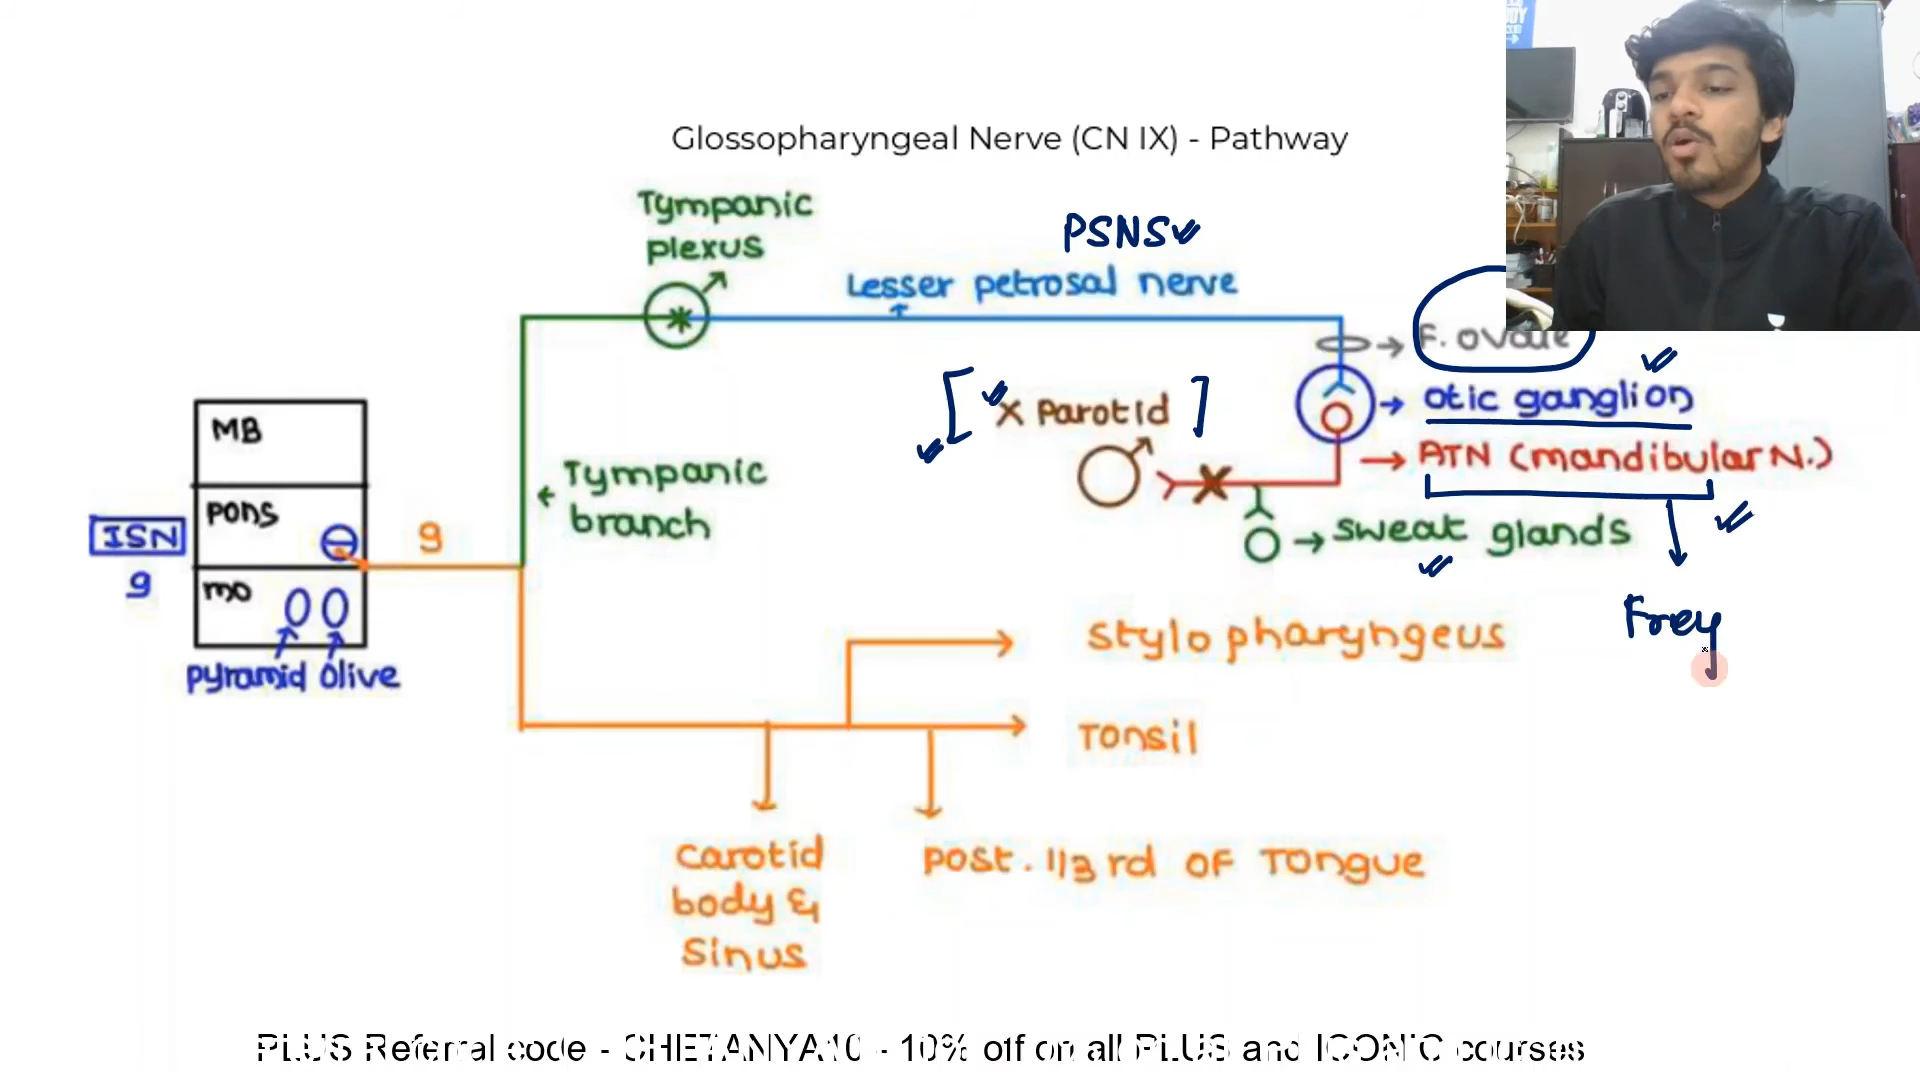 Glossopharyngeal Nerve (CN IX) - Pathway
Tympanic
plexus
PSNS
Lesser petrosal nerve
F. ovale
X Parotid
otic ganglion
ATN (mandibular N.)
MB
Tympanic
branch
PONS
ISN
9
9
sweat glands
MO
Frey
Pyramid Olive
Stylo pharyngeus
Tonsil
Carotid
body &
Sinus
Post. 1/3 rd OF Tongue
PLUS Referral code - CHETANYA10 - 10% off on all PLUS and ICONIC courses